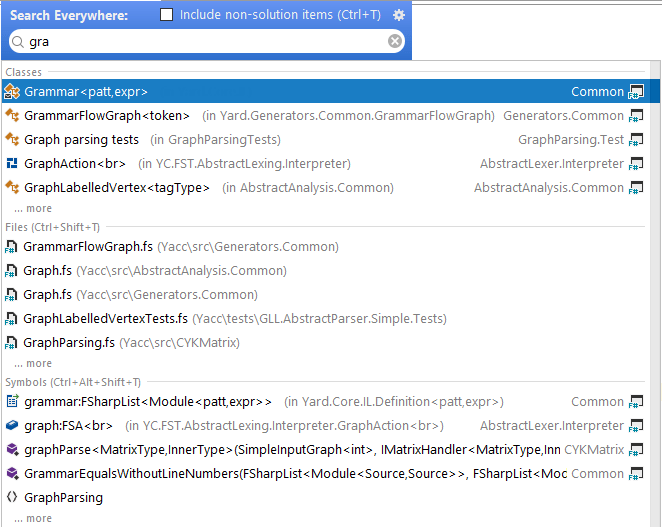 Search Everywhere: Include non-solution items (Ctrl+T)
gra
Classes
Grammar<patt,expr> Common
GrammarFlowGraph<token> (in Yard.Generators.Common.GrammarFlowGraph) Generators.Common
Graph parsing tests (in GraphParsingTests) GraphParsing.Test
GraphAction<br> (in YC.FST.AbstractLexing.Interpreter) AbstractLexer.Interpreter
GraphLabelledVertex<tagType> (in AbstractAnalysis.Common) AbstractAnalysis.Common
... more
Files (Ctrl+Shift+T)
GrammarFlowGraph.fs (Yacc\src\Generators.Common)
Graph.fs (Yacc\src\AbstractAnalysis.Common)
Graph.fs (Yacc\src\Generators.Common)
GraphLabelledVertexTests.fs (Yacc\tests\GLL.AbstractParser.Simple.Tests)
GraphParsing.fs (Yacc\src\CYKMatrix)
... more
Symbols (Ctrl+Alt+Shift+T)
grammar:FSharpList<Module<patt,expr>> (in Yard.Core.IL.Definition<patt,expr>) Common
graph:FSA<br> (in YC.FST.AbstractLexing.Interpreter.GraphAction<br>) AbstractLexer.Interpreter
graphParse<MatrixType,InnerType>(SimpleInputGraph<int>, IMatrixHandler<MatrixType,Inn CYKMatrix
GrammarEqualsWithoutLineNumbers(FSharpList<Module<Source,Source>>, FSharpList<Moc Common
GraphParsing
... more